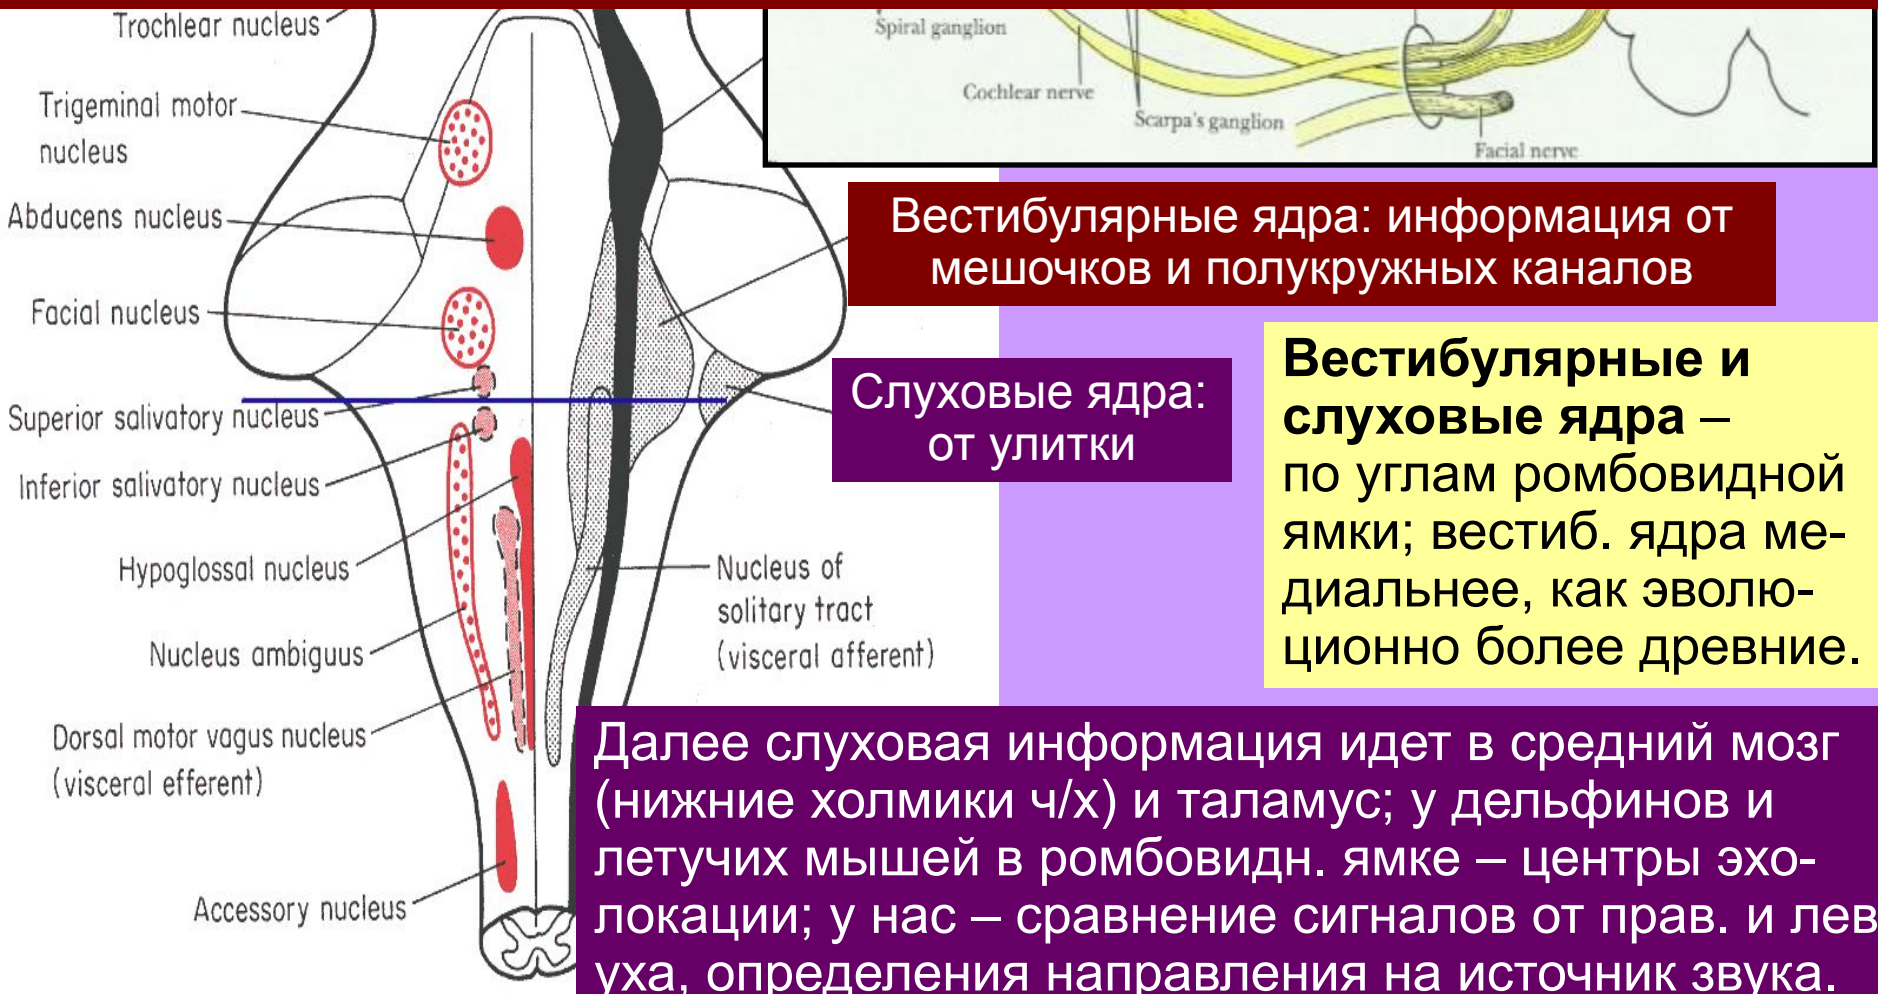 Trochlear nucleus
Trigeminal motor
nucleus
Abducens nucleus
Facial nucleus
Superior salivatory nucleus
Inferior salivatory nucleus
Hypoglossal nucleus
Nucleus ambiguus
Dorsal motor vagus nucleus
(visceral efferent)
Accessory nucleus
Nucleus of
solitary tract
(visceral afferent)
Spiral ganglion
Cochlear nerve
Scarpa's ganglion
Facial nerve
Вестибулярные ядра: информация от
мешочков и полукружных каналов
Слуховые ядра:
от улитки
Вестибулярные и
слуховые ядра –
по углам ромбовидной
ямки; вестиб. ядра ме-
диальнее, как эволю-
ционно более древние.
Далее слуховая информация идет в средний мозг
(нижние холмики ч/х) и таламус; у дельфинов и
летучих мышей в ромбовидн. ямке – центры эхо-
локации; у нас – сравнение сигналов от прав. и лев
уха, определения направления на источник звука.